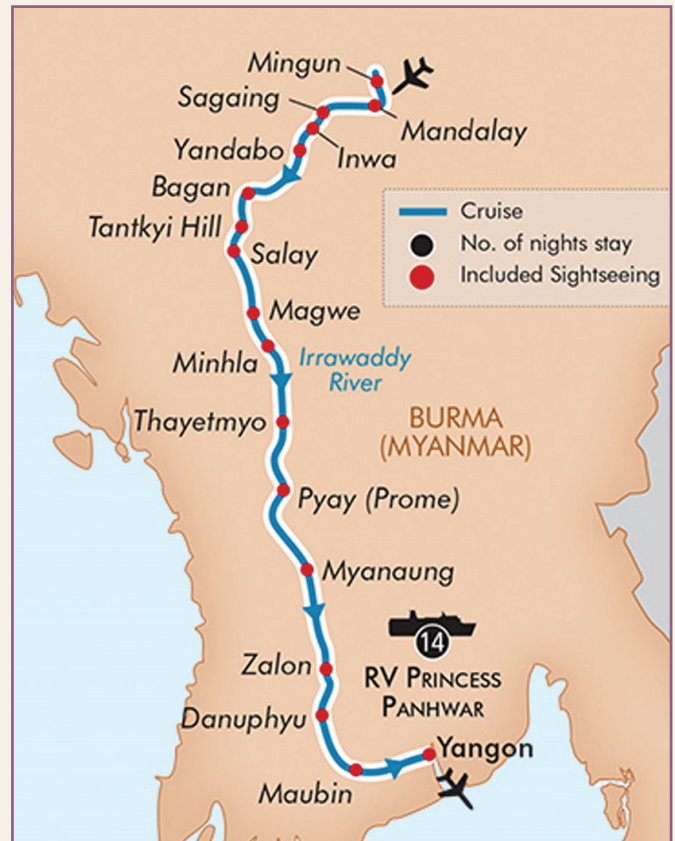 Mingun
Sagaing
Mandalay
Yandabo
Inwa
Bagan
Cruise
Tantkyi Hill
No. of nights stay
Salay
Included Sightseeing
Magwe
Minhla
Irrawaddy
River
Thayetmyo
BURMA
(MYANMAR)
Pyay (Prome)
Myanaung
14
Zalon
RV PRINCESS
PANHWAR
Danuphyu
Yangon
Maubin